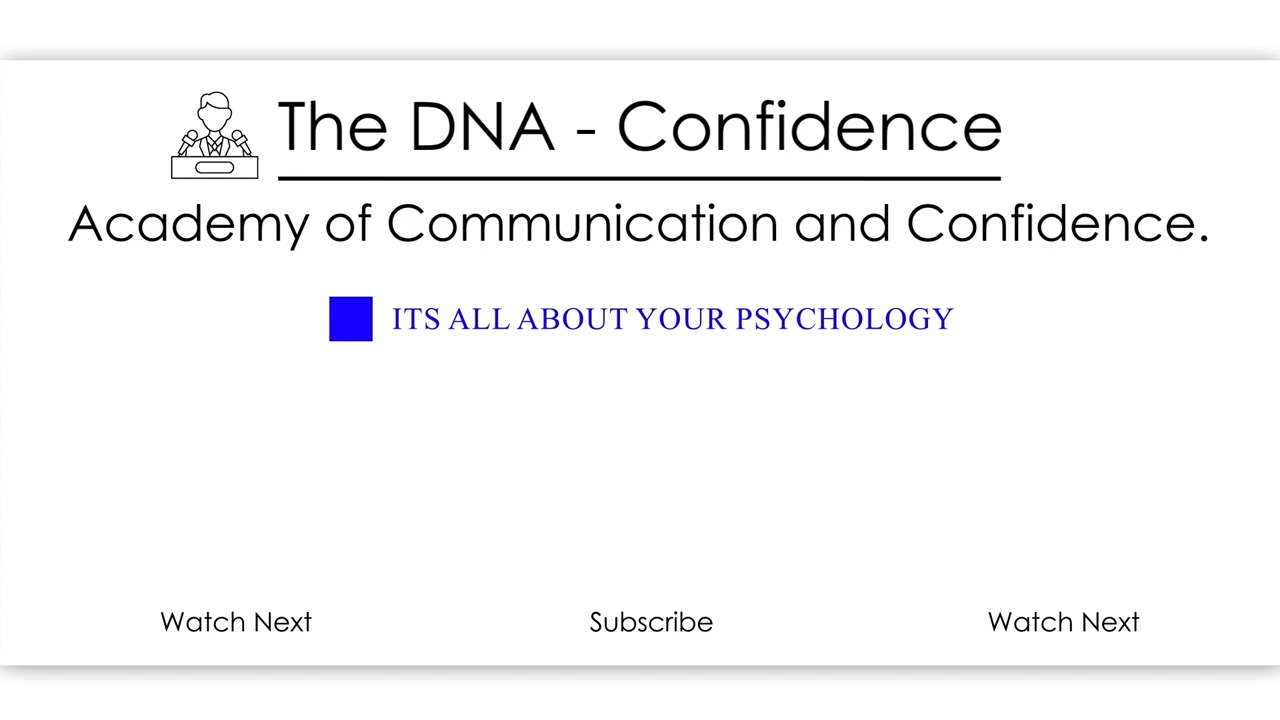 The DNA - Confidence
Academy of Communication and Confidence.
ITS ALL ABOUT YOUR PSYCHOLOGY
Watch Next
Subscribe
Watch Next